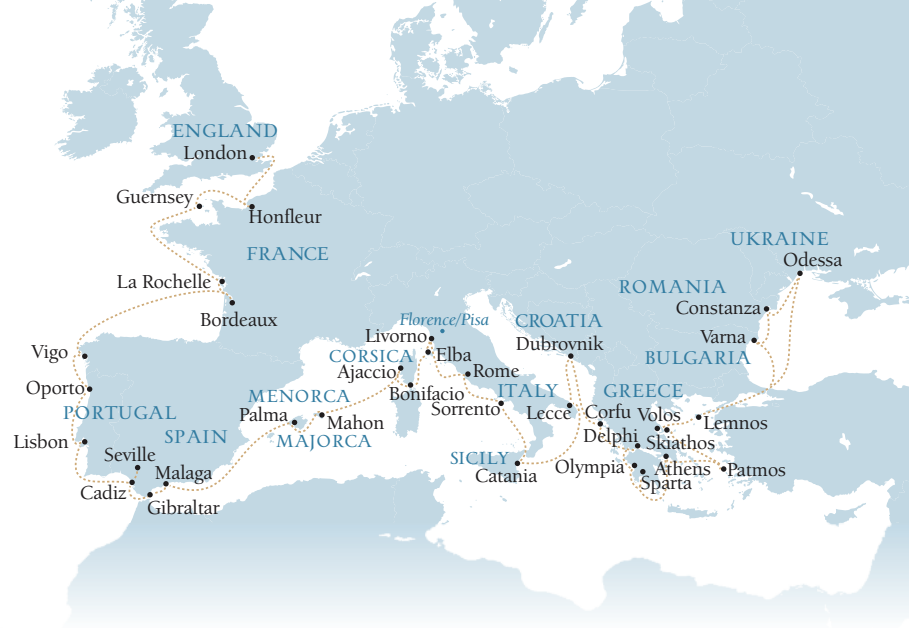 ENGLAND
London
Guernsey
Honfleur
UKRAINE
FRANCE
Odessa
La Rochelle
ROMANIA
Constanza
Bordeaux
Florence/Pisa
CROATIA
Livorno
Varna
Dubrovnik
Vigo
CORSICA
Elba
BULGARIA
Ajaccio
Rome
Oporto
MENORCA
Bonifacio
ITALY
GREECE
Sorrento
PORTUGAL
Palma
Lecce
Corfu
Volos
Mahon
Lemnos
Lisbon
SPAIN
MAJORCA
Delphi
Skiathos
Seville
SICILY
Malaga
Catania
Olympia
Athens
Patmos
Cadiz
Sparta
Gibraltar